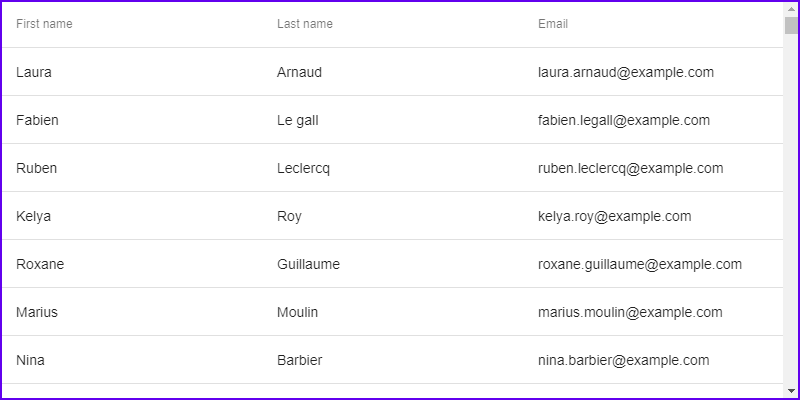 First name Last name Email
Laura Arnaud laura.arnaud@example.com
Fabien Le gall fabien.legall@example.com
Ruben Leclercq ruben.leclercq@example.com
Kelya Roy kelya.roy@example.com
Roxane Guillaume roxane.guillaume@example.com
Marius Moulin marius.moulin@example.com
Nina Barbier nina.barbier@example.com